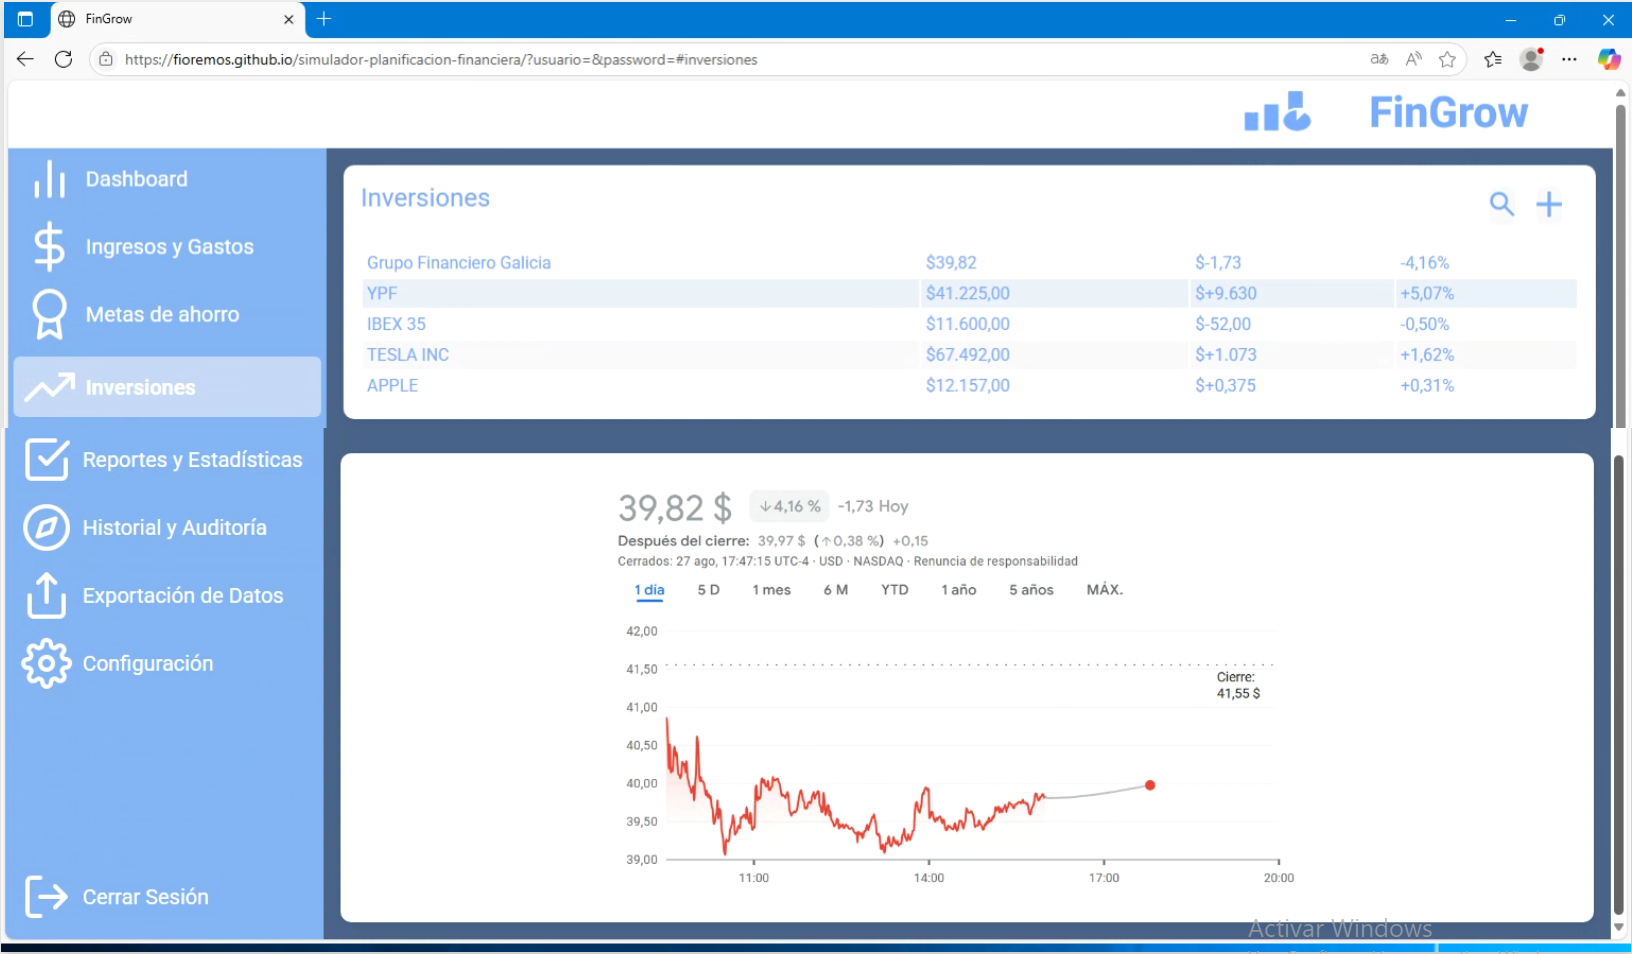 FinGrow
https://fioremos.github.io/simulador-planificacion-financiera/?usuario=&password=#inversiones
FinGrow
Dashboard
Ingresos y Gastos
Metas de ahorro
Inversiones
Reportes y Estadísticas
Historial y Auditoría
Exportación de Datos
Configuración
Cerrar Sesión
Inversiones
Grupo Financiero Galicia $39,82 $-1,73 -4,16%
YPF $41.225,00 $+9.630 +5,07%
IBEX 35 $11.600,00 $-52,00 -0,50%
TESLA INC $67.492,00 $+1.073 +1,62%
APPLE $12.157,00 $+0,375 +0,31%
39,82 $ ↓4,16 % -1,73 Hoy
Después del cierre: 39,97 $ (↑0,38 %) +0,15
Cerrados: 27 ago, 17:47:15 UTC-4 · USD · NASDAQ · Renuncia de responsabilidad
1 día 5 D 1 mes 6 M YTD 1 año 5 años MÁX.
42,00
41,50
41,00
40,50
40,00
39,50
39,00
Cierre:
41,55 $
11:00 14:00 17:00 20:00
Activar Windows